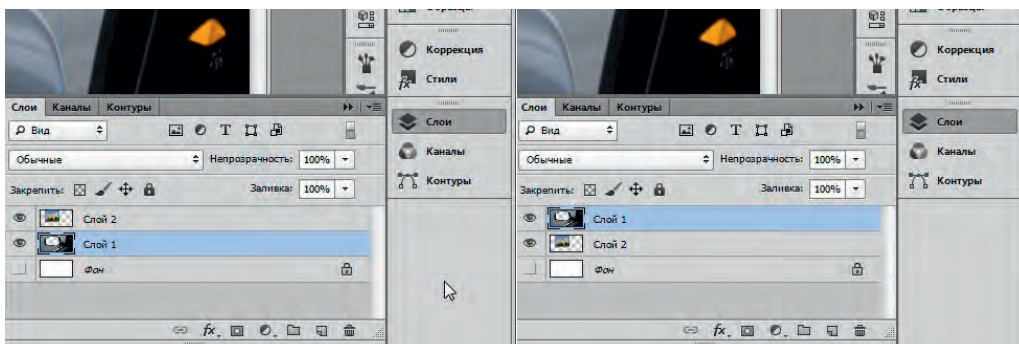 Коррекция
Стили
Слои Каналы Контуры
Вид
Обычные Непрозрачность: 100%
Закрепить: Заливка: 100%
Слой 2
Слой 1
Фон
Слои
Каналы
Контуры
Коррекция
Стили
Слои Каналы Контуры
Вид
Обычные Непрозрачность: 100%
Закрепить: Заливка: 100%
Слой 1
Слой 2
Фон
Слои
Каналы
Контуры